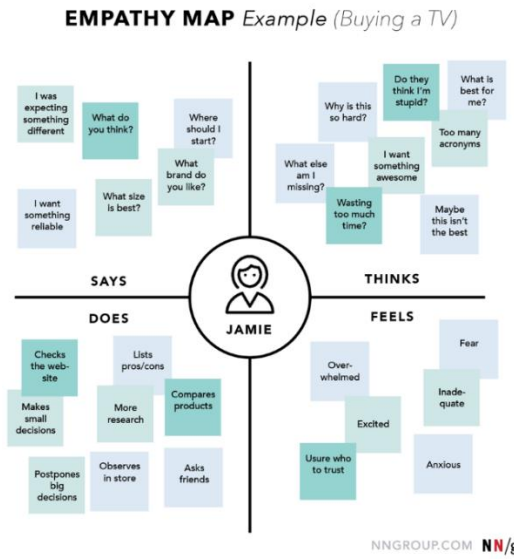 EMPATHY MAP Example (Buying a TV)
I was
expecting
something
different
What do
you think?
Where
should I
start?
What
brand do
you like?
I want
something
reliable
What size
is best?
SAYS
Why is this
so hard?
Do they
think I'm
stupid?
What is
best for
me?
Too many
acronyms
What else
am I
missing?
I want
something
awesome
Wasting
too much
time?
Maybe
this isn't
the best
THINKS
JAMIE
DOES
Checks
the web-
site
Lists
pros/cons
Makes
small
decisions
More
research
Compares
products
Postpones
big
decisions
Observes
in store
Asks
friends
FEELS
Over-
whelmed
Fear
Inade-
quate
Excited
Usure who
to trust
Anxious
NNGROUP.COM NN/g